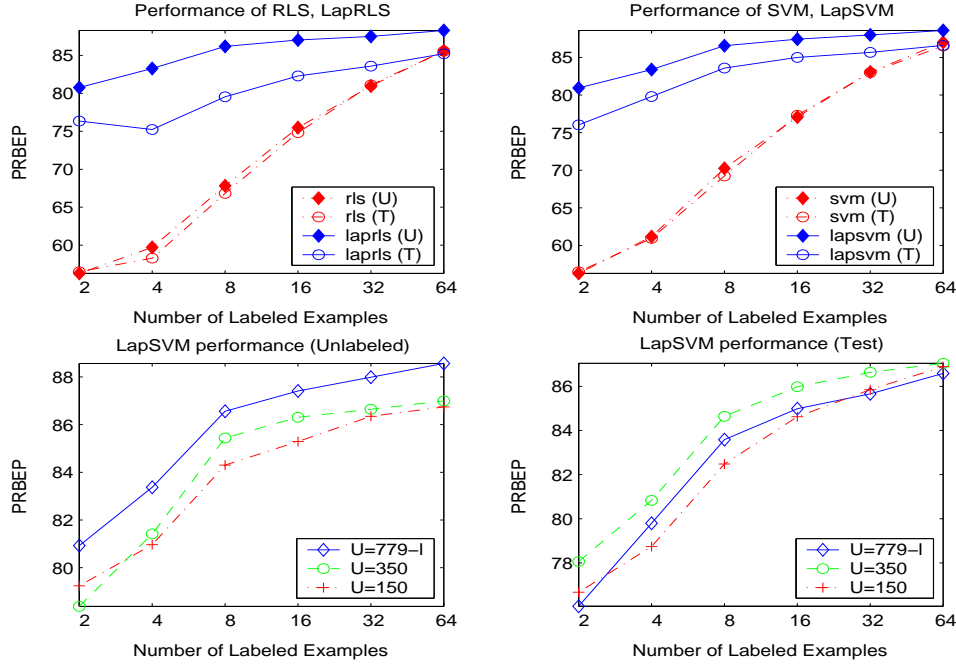 Performance of RLS, LapRLS
PRBEP
85
80
75
70
65
60
2 4 8 16 32 64
Number of Labeled Examples
rls (U)
rls (T)
laprls (U)
laprls (T)
Performance of SVM, LapSVM
PRBEP
85
80
75
70
65
60
2 4 8 16 32 64
Number of Labeled Examples
svm (U)
svm (T)
lapsvm (U)
lapsvm (T)
LapSVM performance (Unlabeled)
PRBEP
88
86
84
82
80
2 4 8 16 32 64
Number of Labeled Examples
U=779-l
U=350
U=150
LapSVM performance (Test)
PRBEP
86
84
82
80
78
2 4 8 16 32 64
Number of Labeled Examples
U=779-l
U=350
U=150